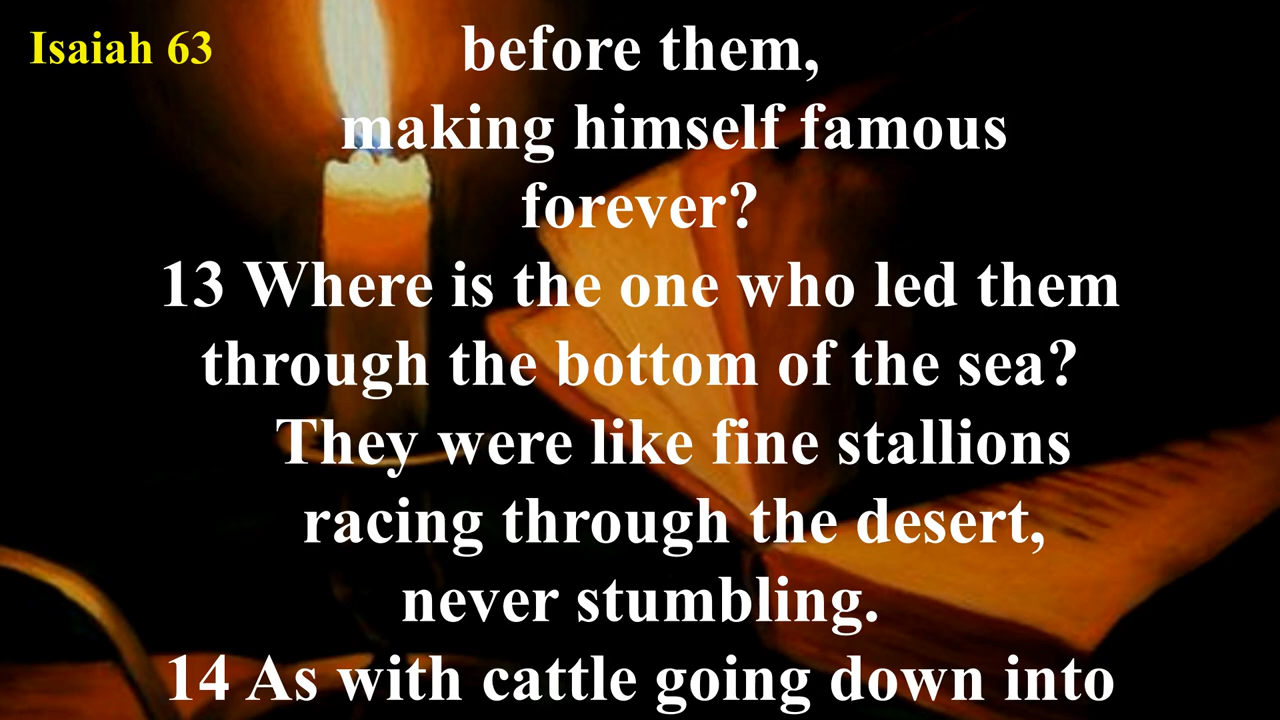 Isaiah 63
before them,
making himself famous
forever?
13 Where is the one who led them
through the bottom of the sea?
They were like fine stallions
racing through the desert,
never stumbling.
14 As with cattle going down into